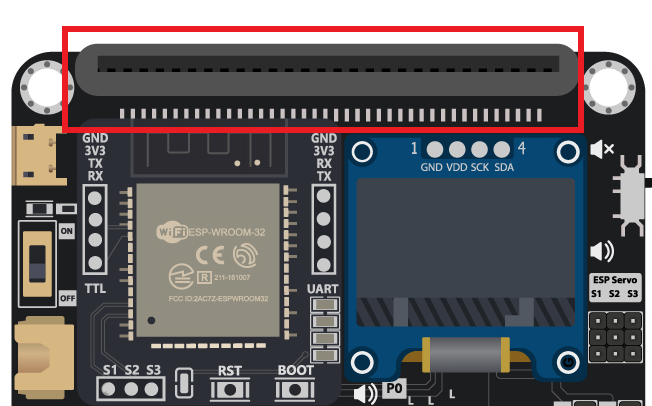 GND
3V3
TX
RX
TTL
GND
3V3
RX
TX
UART
1
4
GND VDD SCK SDA
ON
OFF
WiFi ESP-WROOM-32
CE FC
R 211-161007
FCC ID:2AC7Z-ESPWROOM32
ESP Servo
S1 S2 S3
S1 S2 S3
RST
BOOT
P0
L L L